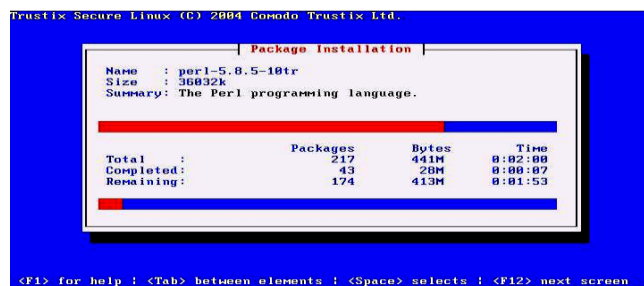 Trustix Secure Linux (C) 2004 Comodo Trustix Ltd.
Package Installation
Name : perl-5.8.5-10tr
Size : 36032k
Summary: The Perl programming language.
Packages Bytes Time
Total : 217 441M 0:02:00
Completed: 43 28M 0:00:07
Remaining: 174 413M 0:01:53
<F1> for help | <Tab> between elements | <Space> selects | <F12> next screen